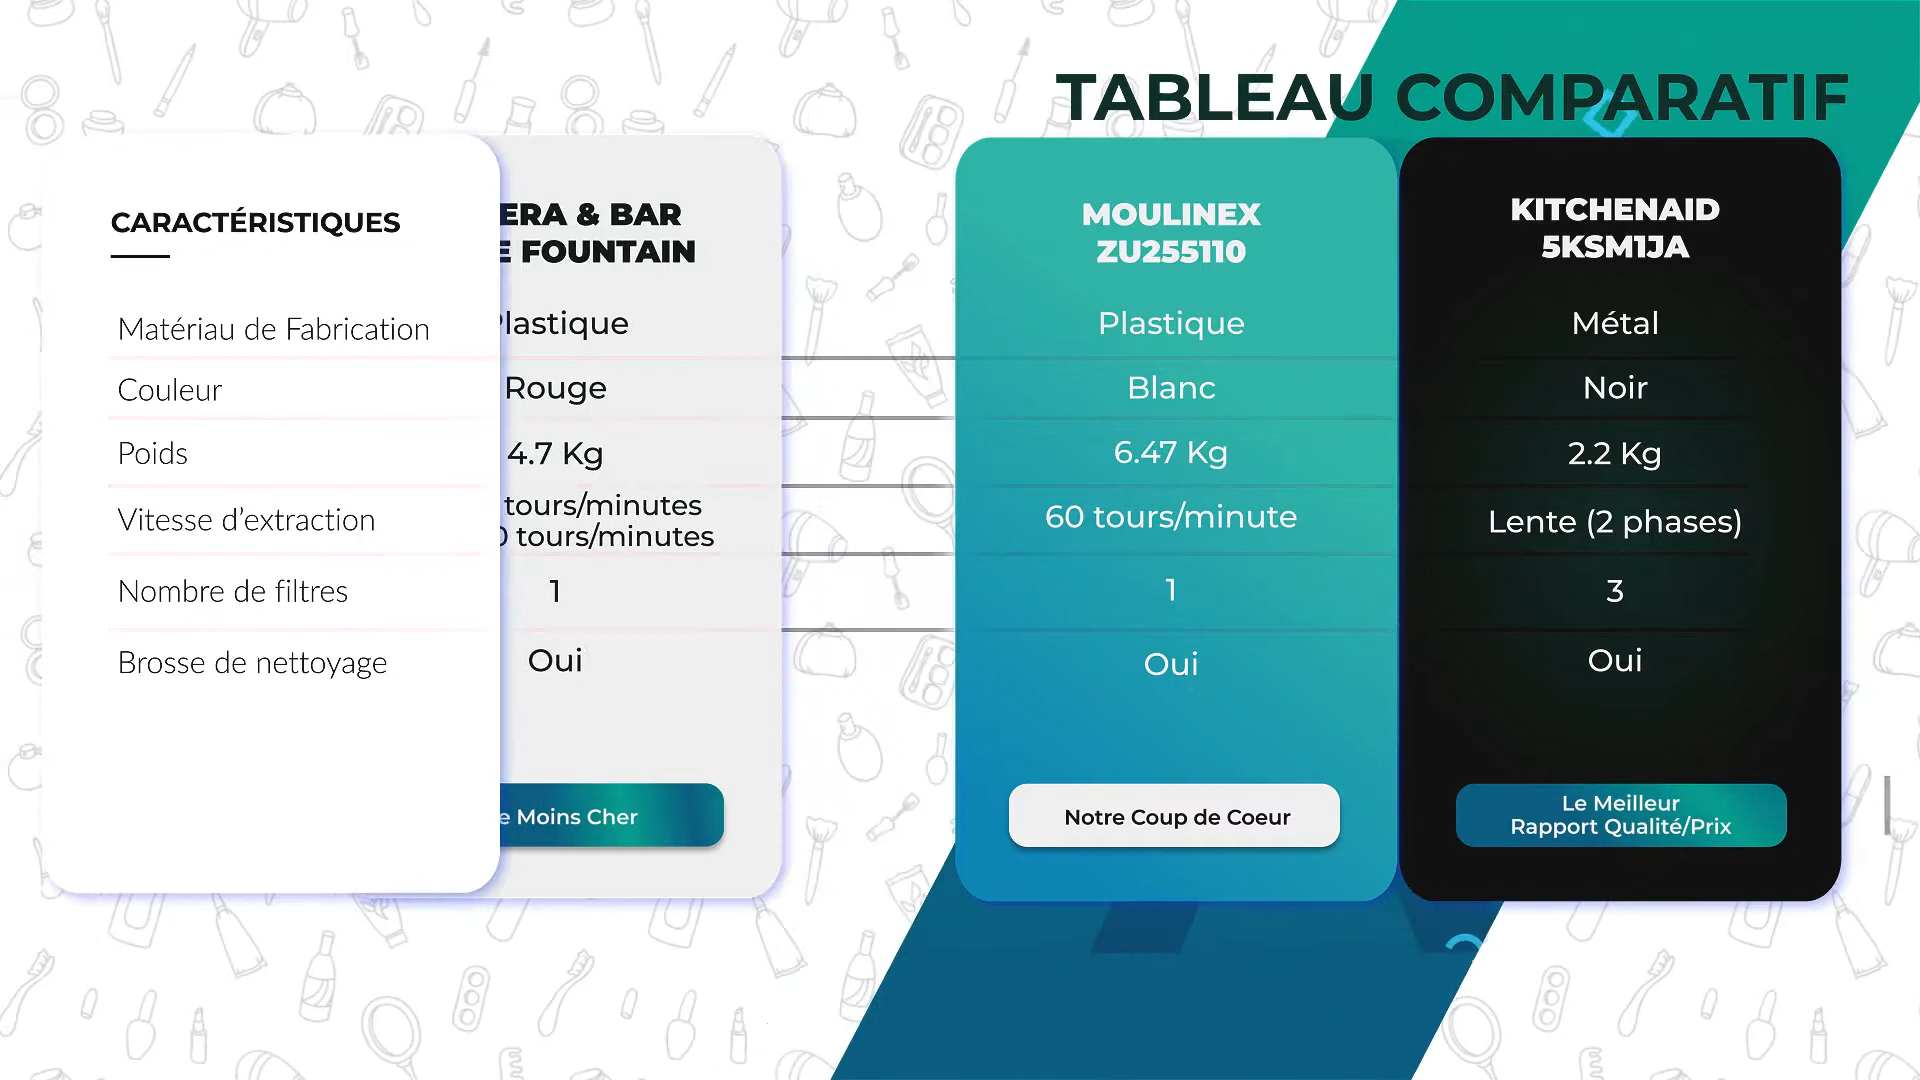 TABLEAU COMPARATIF
CARACTÉRISTIQUES
Matériau de Fabrication
Couleur
Poids
Vitesse d’extraction
Nombre de filtres
Brosse de nettoyage
ERA & BAR
FOUNTAIN
Plastique
Rouge
4.7 Kg
tours/minutes
tours/minutes
1
Oui
Moins Cher
MOULINEX
ZU255110
Plastique
Blanc
6.47 Kg
60 tours/minute
1
Oui
Notre Coup de Coeur
KITCHENAID
5KSM1JA
Métal
Noir
2.2 Kg
Lente (2 phases)
3
Oui
Le Meilleur
Rapport Qualité/Prix